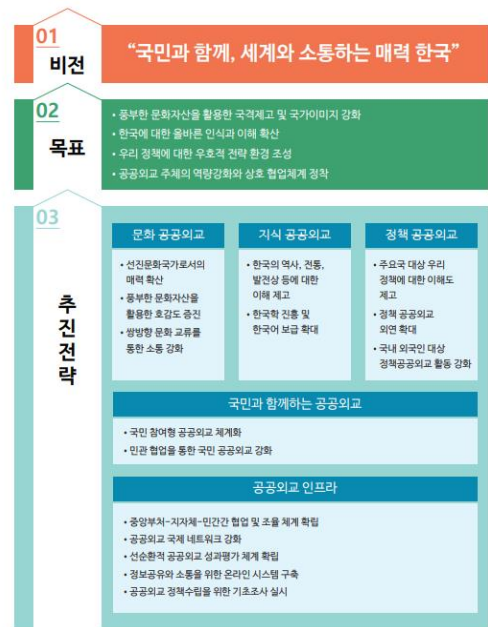 01
비전
“국민과 함께, 세계와 소통하는 매력 한국”
02
목표
• 풍부한 문화자산을 활용한 국격제고 및 국가이미지 강화
• 한국에 대한 올바른 인식과 이해 확산
• 우리 정책에 대한 우호적 전략 환경 조성
• 공공외교 주체의 역량강화와 상호 협업체계 정착
03
추
진
전
략
문화 공공외교
• 선진문화국가로서의
매력 확산
• 풍부한 문화자산을
활용한 호감도 증진
• 쌍방향 문화 교류를
통한 소통 강화
지식 공공외교
• 한국의 역사, 전통,
발전상 등에 대한
이해 제고
• 한국학 진흥 및
한국어 보급 확대
정책 공공외교
• 주요국 대상 우리
정책에 대한 이해도
제고
• 정책 공공외교
외연 확대
• 국내 외국인 대상
정책공공외교 활동 강화
국민과 함께하는 공공외교
• 국민 참여형 공공외교 체계화
• 민관 협업을 통한 국민 공공외교 강화
공공외교 인프라
• 중앙부처-지자체-민간간 협업 및 조율 체계 확립
• 공공외교 국제 네트워크 강화
• 선순환적 공공외교 성과평가 체계 확립
• 정보공유와 소통을 위한 온라인 시스템 구축
• 공공외교 정책수립을 위한 기초조사 실시